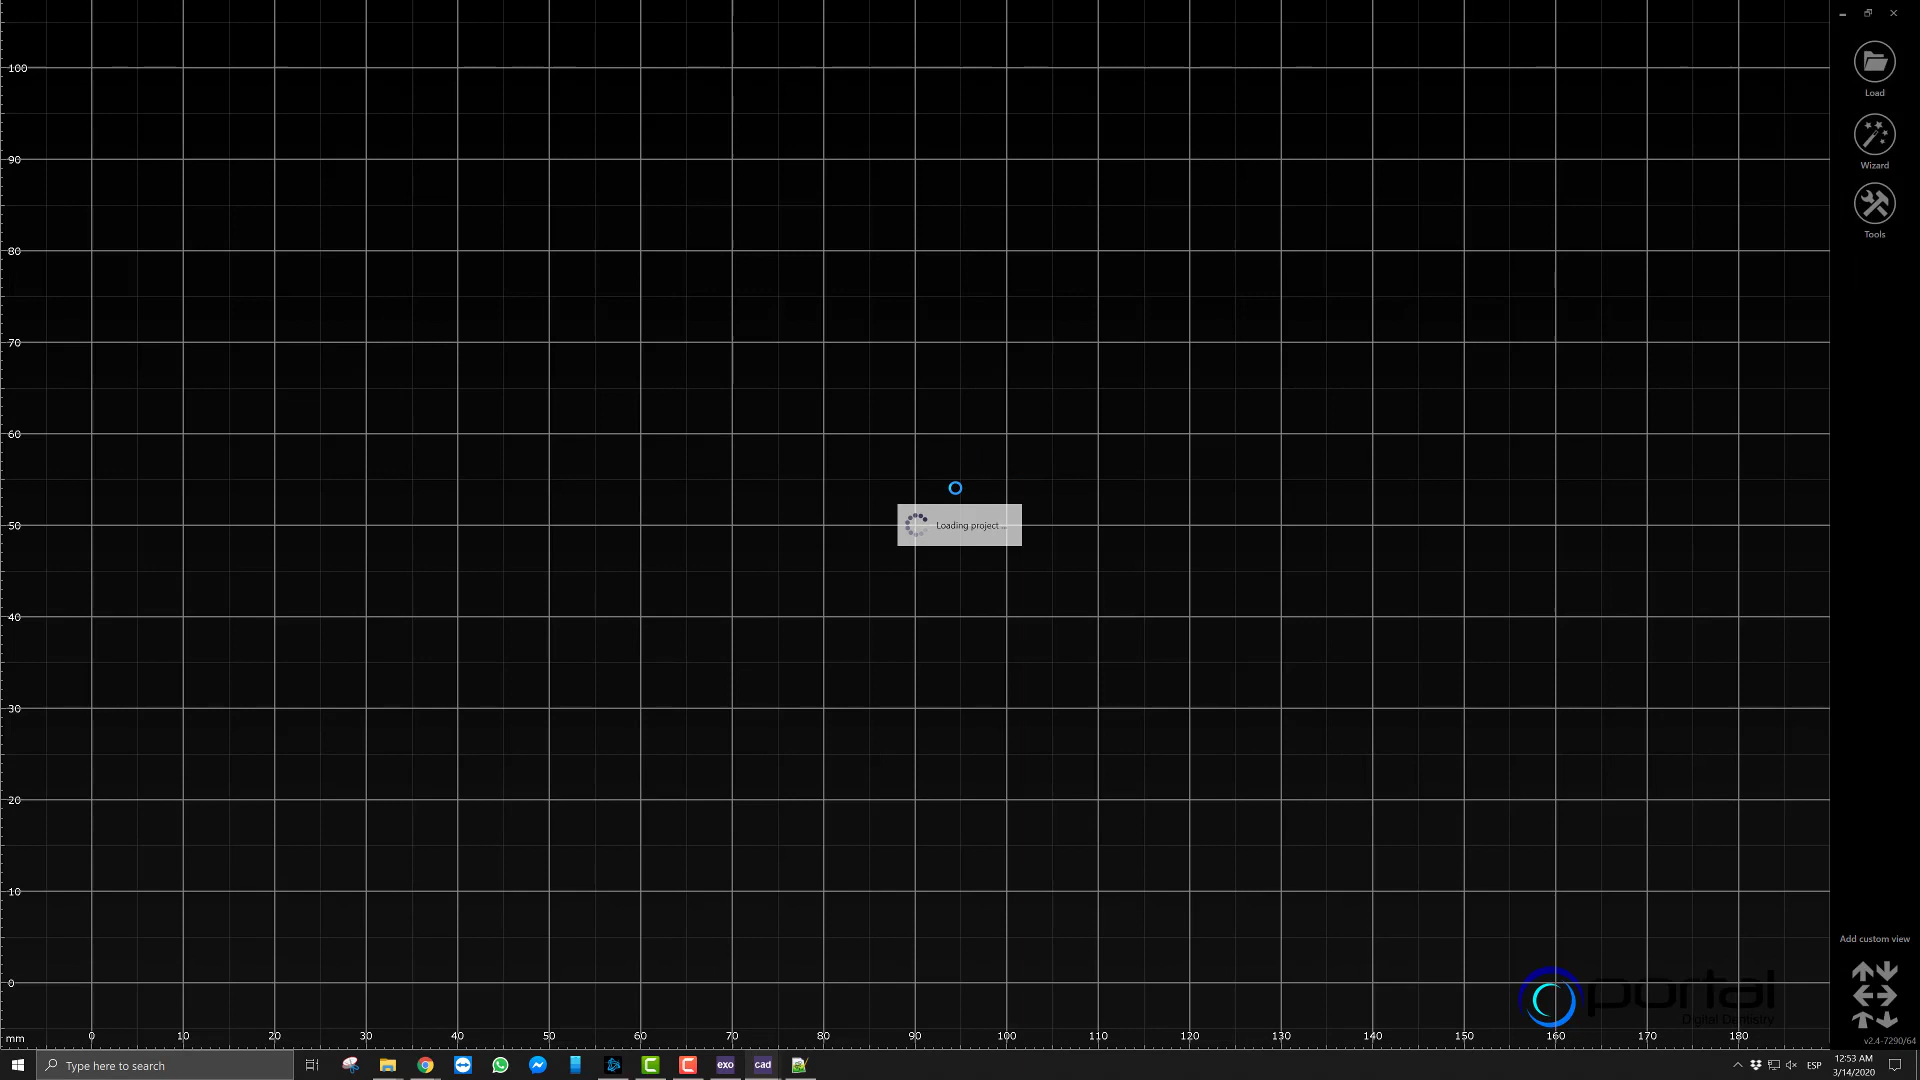 100
Load
90
Wizard
80
Tools
70
60
50
Loading project ...
40
30
20
10
Add custom view
0
portal
Digital Dentistry
mm
0 10 20 30 40 50 60 70 80 90 100 110 120 130 140 150 160 170 180
v2.4-7290/64
Type here to search
exo
cad
ESP
12:53 AM
3/14/2020